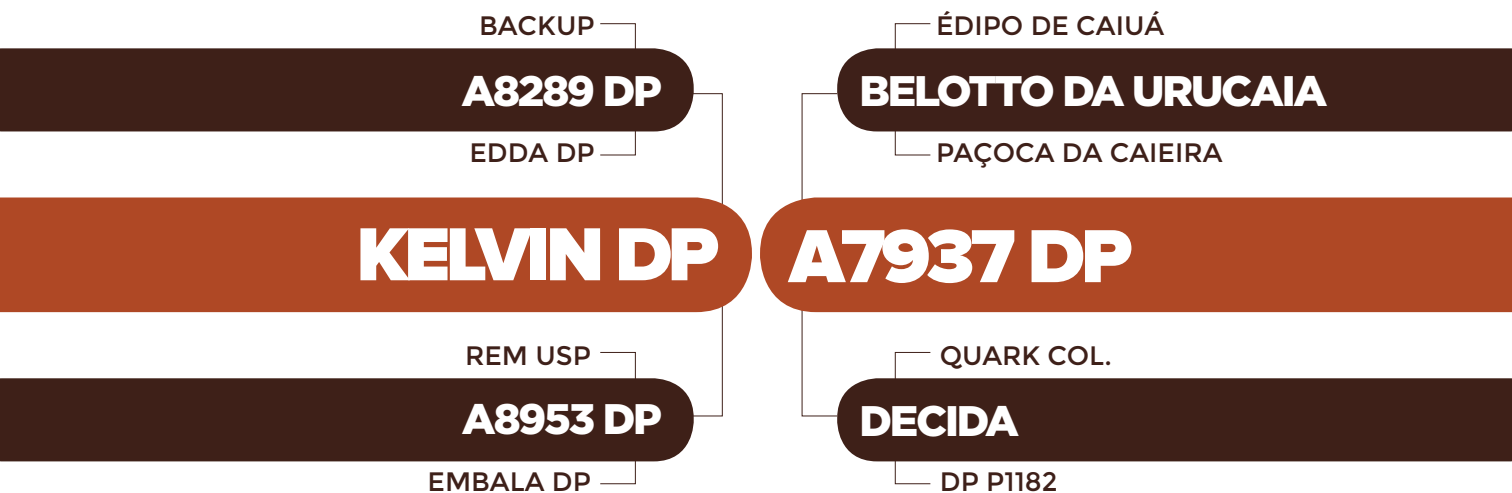 BACKUP
A8289 DP
EDDA DP
KELVIN DP
REM USP
A8953 DP
EMBALA DP
ÉDIPO DE CAIUÁ
BELOTTO DA URUCAIA
PAÇOCA DA CAIEIRA
A7937 DP
QUARK COL.
DECIDA
DP P1182